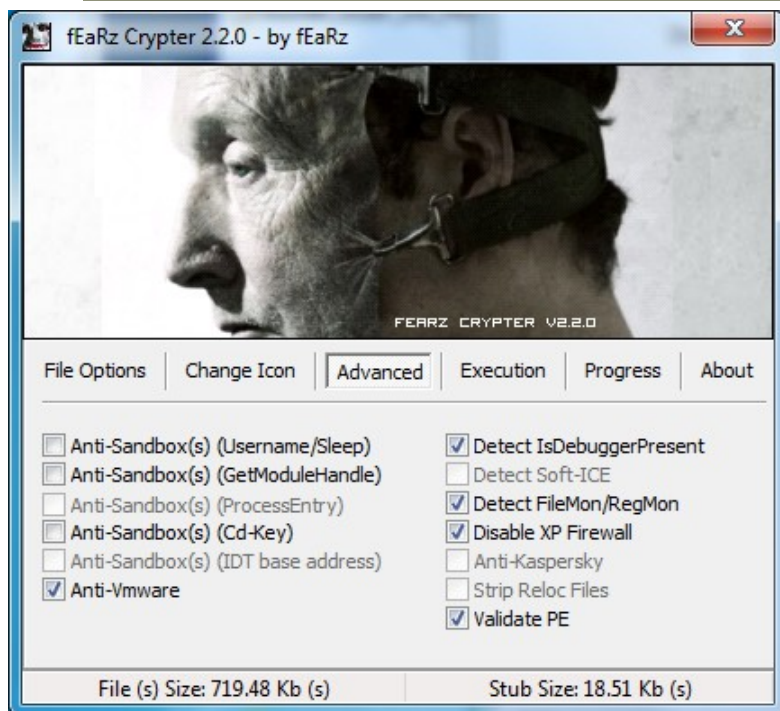 fEaRz Crypter 2.2.0 - by fEaRz
FEARZ CRYPTER V2.2.0
File Options Change Icon Advanced Execution Progress About
Anti-Sandbox(s) (Username/Sleep)
Anti-Sandbox(s) (GetModuleHandle)
Anti-Sandbox(s) (ProcessEntry)
Anti-Sandbox(s) (Cd-Key)
Anti-Sandbox(s) (IDT base address)
Anti-Vmware
Detect IsDebuggerPresent
Detect Soft-ICE
Detect FileMon/RegMon
Disable XP Firewall
Anti-Kaspersky
Strip Reloc Files
Validate PE
File (s) Size: 719.48 Kb (s)
Stub Size: 18.51 Kb (s)